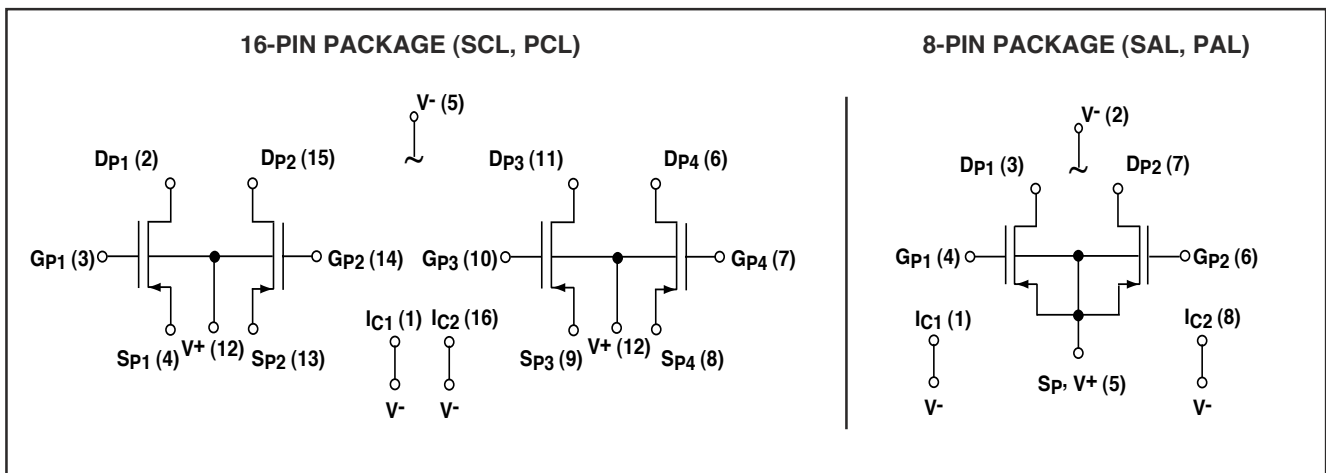 16-PIN PACKAGE (SCL, PCL)
V- (5)
~
DP1 (2)
DP2 (15)
DP3 (11)
DP4 (6)
GP1 (3)
GP2 (14)
GP3 (10)
GP4 (7)
IC1 (1)
IC2 (16)
SP1 (4)
V+ (12)
SP2 (13)
SP3 (9)
V+ (12)
SP4 (8)
V-
V-
8-PIN PACKAGE (SAL, PAL)
V- (2)
~
DP1 (3)
DP2 (7)
GP1 (4)
GP2 (6)
IC1 (1)
IC2 (8)
SP, V+ (5)
V-
V-